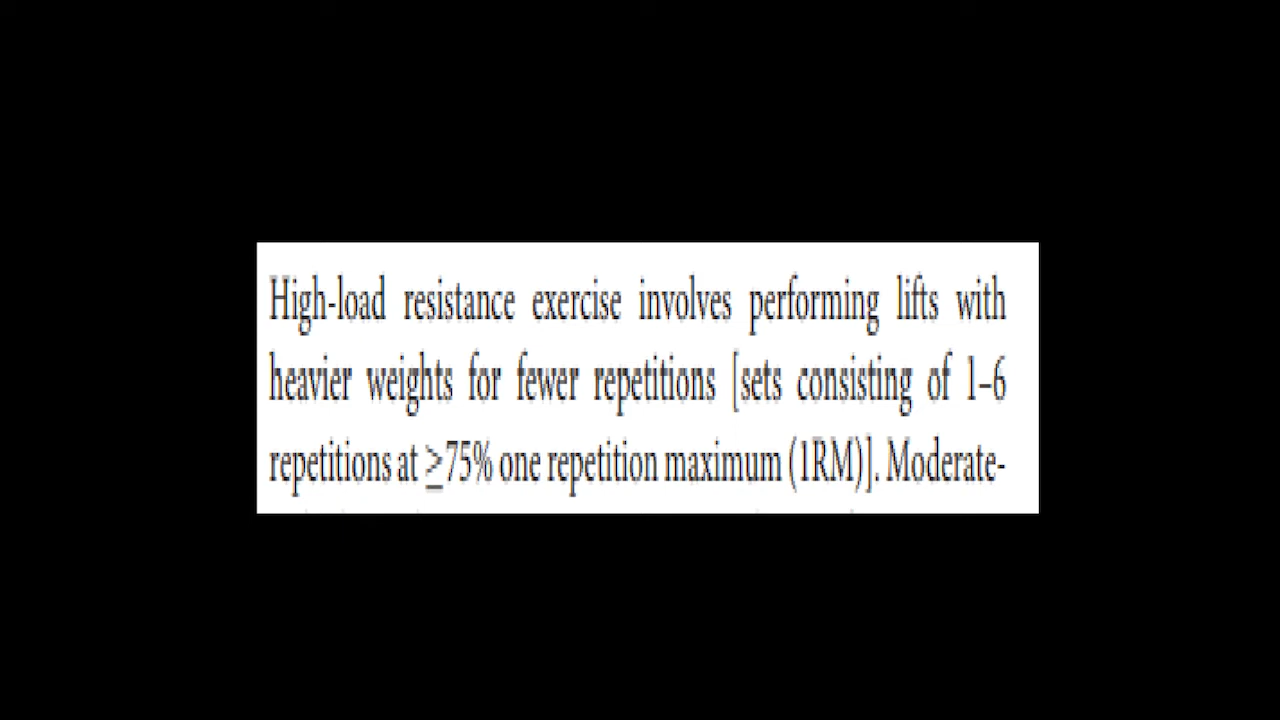 High-load resistance exercise involves performing lifts with
heavier weights for fewer repetitions [sets consisting of 1–6
repetitions at ≥75% one repetition maximum (1RM)]. Moderate-